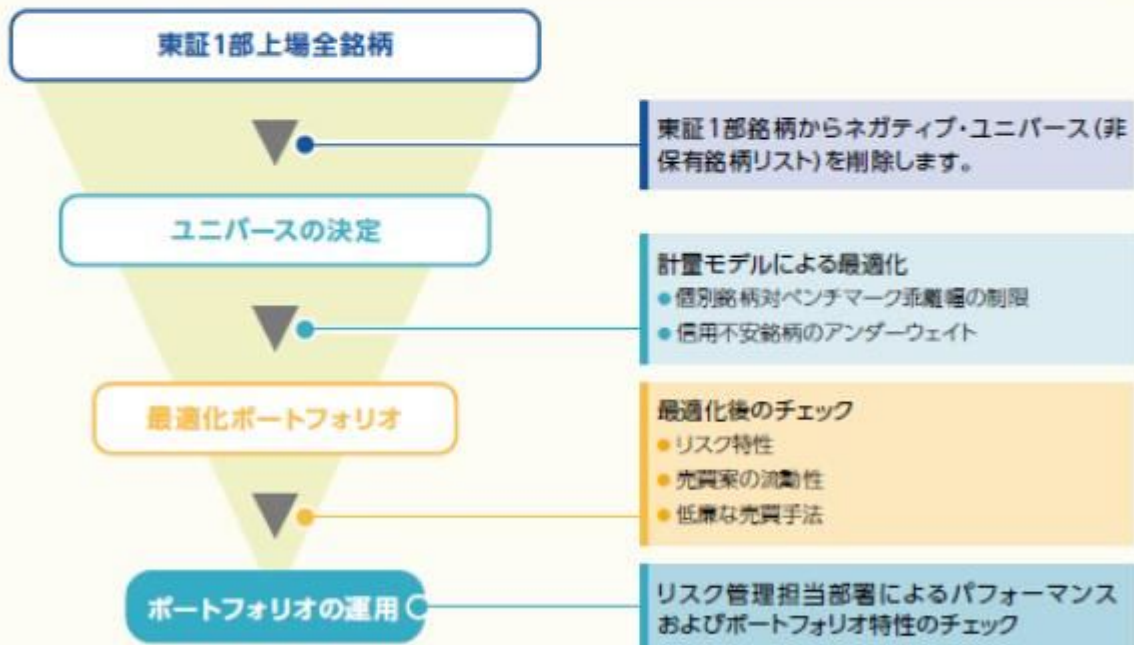 東証1部上場全銘柄
東証1部銘柄からネガティブ・ユニバース(非
保有銘柄リスト)を削除します。
ユニバースの決定
計量モデルによる最適化
●個別銘柄対ベンチマーク乖離幅の制限
●信用不安銘柄のアンダーウェイト
最適化ポートフォリオ
最適化後のチェック
●リスク特性
●売買案の流動性
●低廉な売買手法
ポートフォリオの運用
リスク管理担当部署によるパフォーマンス
およびポートフォリオ特性のチェック